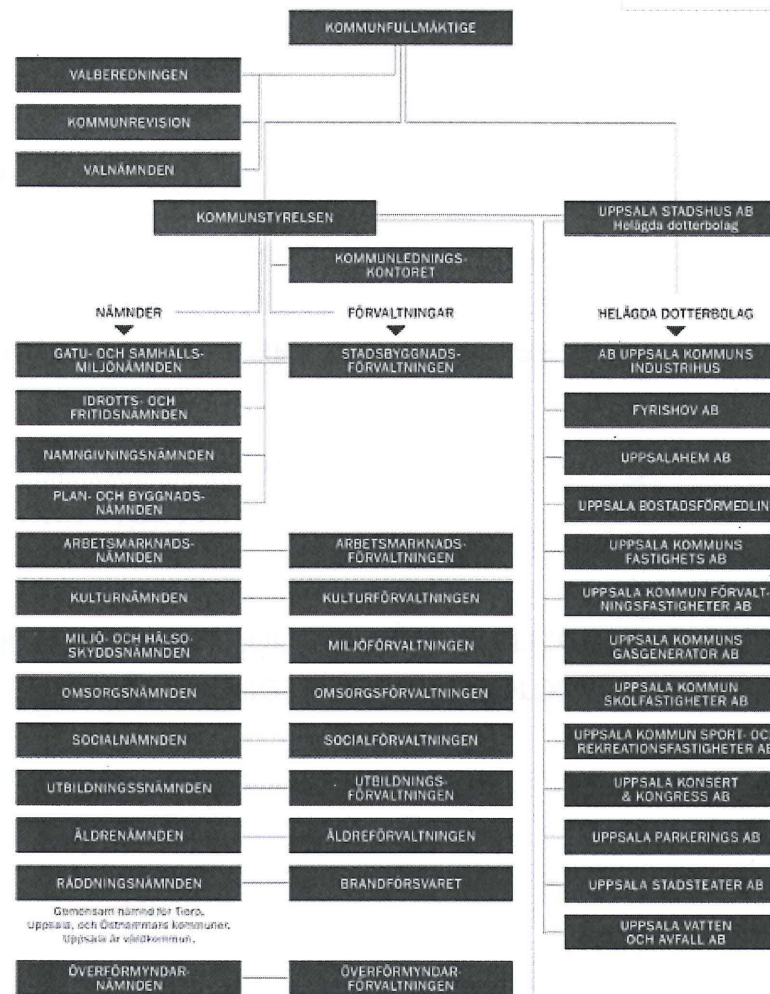 KOMMUNFULLMÄKTIGE
VALBEREDNINGEN
KOMMUNREVISION
VALNÄMNDEN
KOMMUNSTYRELSEN
UPPSALA STADSHUS AB
Helägda dotterbolag
KOMMUNLEDNINGS-
KONTORET
NÄMNDER
FÖRVALTNINGAR
HELÄGDA DOTTERBOLAG
GATU- OCH SAMHÄLLS-
MILJÖNÄMNDEN
STADSBYGGNADS-
FÖRVALTNINGEN
AB UPPSALA KOMMUNS
INDUSTRIHUS
IDROTTS- OCH
FRITIDSNÄMNDEN
FYRISHOV AB
NAMNGIVNINGSNÄMNDEN
UPPSALAHEM AB
PLAN- OCH BYGGNADS-
NÄMNDEN
UPPSALA BOSTADSFÖRMEDLIN
ARBETSMARKNADS-
NÄMNDEN
ARBETSMARKNADS-
FÖRVALTNINGEN
UPPSALA KOMMUNS
FASTIGHETS AB
KULTURNÄMNDEN
KULTURFÖRVALTNINGEN
UPPSALA KOMMUN FÖRVALT-
NINGSFASTIGHETER AB
MILJÖ- OCH HÄLSO-
SKYDDSNÄMNDEN
MILJÖFÖRVALTNINGEN
UPPSALA KOMMUNS
GASGENERATOR AB
OMSORGSNÄMNDEN
OMSORGSFÖRVALTNINGEN
UPPSALA KOMMUN
SKOLFASTIGHETER AB
SOCIALNÄMNDEN
SOCIALFÖRVALTNINGEN
UPPSALA KOMMUN SPORT- OC
REKREATIONSFASTIGHETER AB
UTBILDNINGSSNÄMNDEN
UTBILDNINGS-
FÖRVALTNINGEN
UPPSALA KONSERT
& KONGRESS AB
ÄLDRENÄMNDEN
ÄLDREFÖRVALTNINGEN
UPPSALA PARKERINGS AB
RÄDDNINGSNÄMNDEN
BRANDFÖRSVARET
UPPSALA STADSTEATER AB
Gemensam nämnd för Tierp,
Uppsala, och Östhammars kommuner.
Uppsala är värdkommun.
UPPSALA VATTEN
OCH AVFALL AB
ÖVERFÖRMYNDAR-
NÄMNDEN
ÖVERFÖRMYNDAR-
FÖRVALTNINGEN